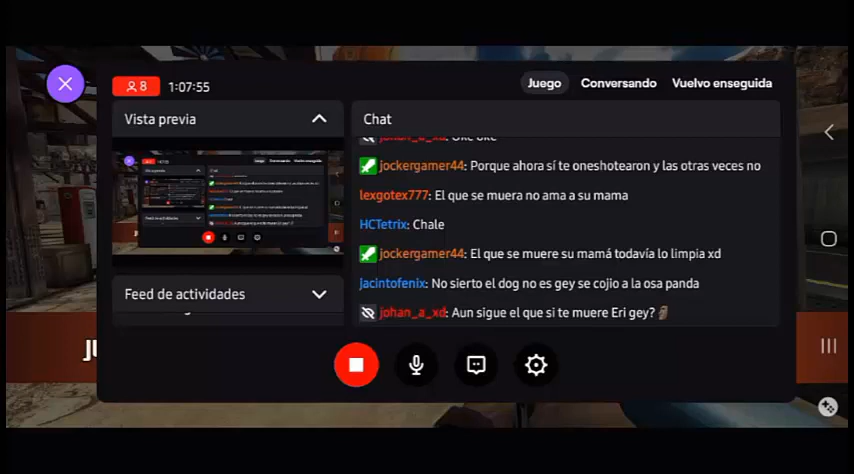 8
1:07:55
Juego
Conversando
Vuelvo enseguida
Vista previa
Chat
johan_a_xd:
jockergamer44: Porque ahora sí te oneshotearon y las otras veces no
lexgotex777: El que se muera no ama a su mama
HCTetrix: Chale
jockergamer44: El que se muere su mamá todavía lo limpia xd
Feed de actividades
Jacintofenix: No sierto el dog no es gey se cojio a la osa panda
johan_a_xd: Aun sigue el que si te muere Eri gey?